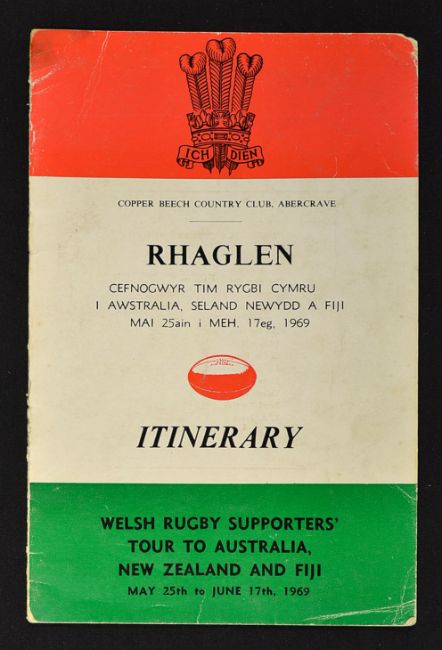 ICH DIEN
COPPER BEECH COUNTRY CLUB, ABERCRAVE
RHAGLEN
CEFNOGWYR TIM RYGBI CYMRU
I AWSTRALIA, SELAND NEWYDD A FIJI
MAI 25ain i MEH. 17eg, 1969
ITINERARY
WELSH RUGBY SUPPORTERS'
TOUR TO AUSTRALIA,
NEW ZEALAND AND FIJI
MAY 25th to JUNE 17th, 1969